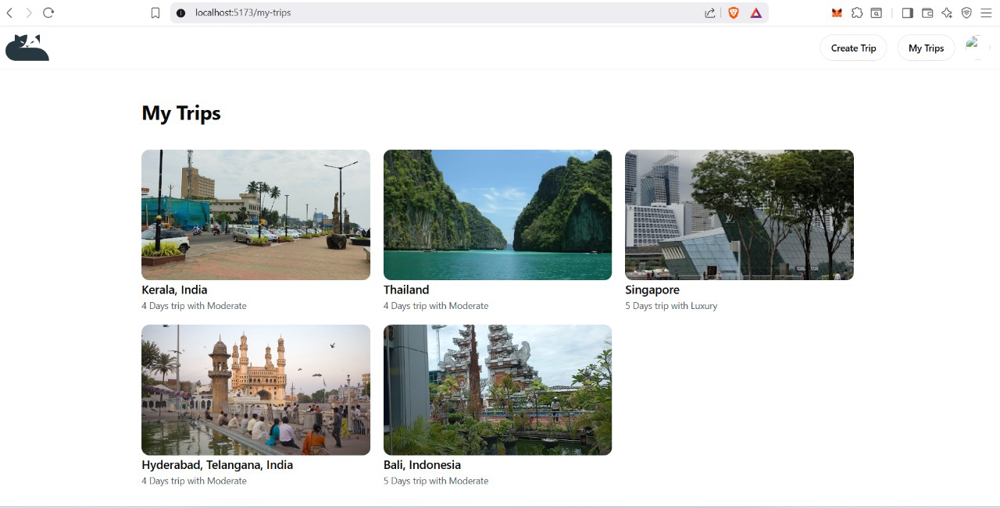 localhost:5173/my-trips
Create Trip
My Trips
My Trips
Kerala, India
4 Days trip with Moderate
Thailand
4 Days trip with Moderate
Singapore
5 Days trip with Luxury
Hyderabad, Telangana, India
4 Days trip with Moderate
Bali, Indonesia
5 Days trip with Moderate